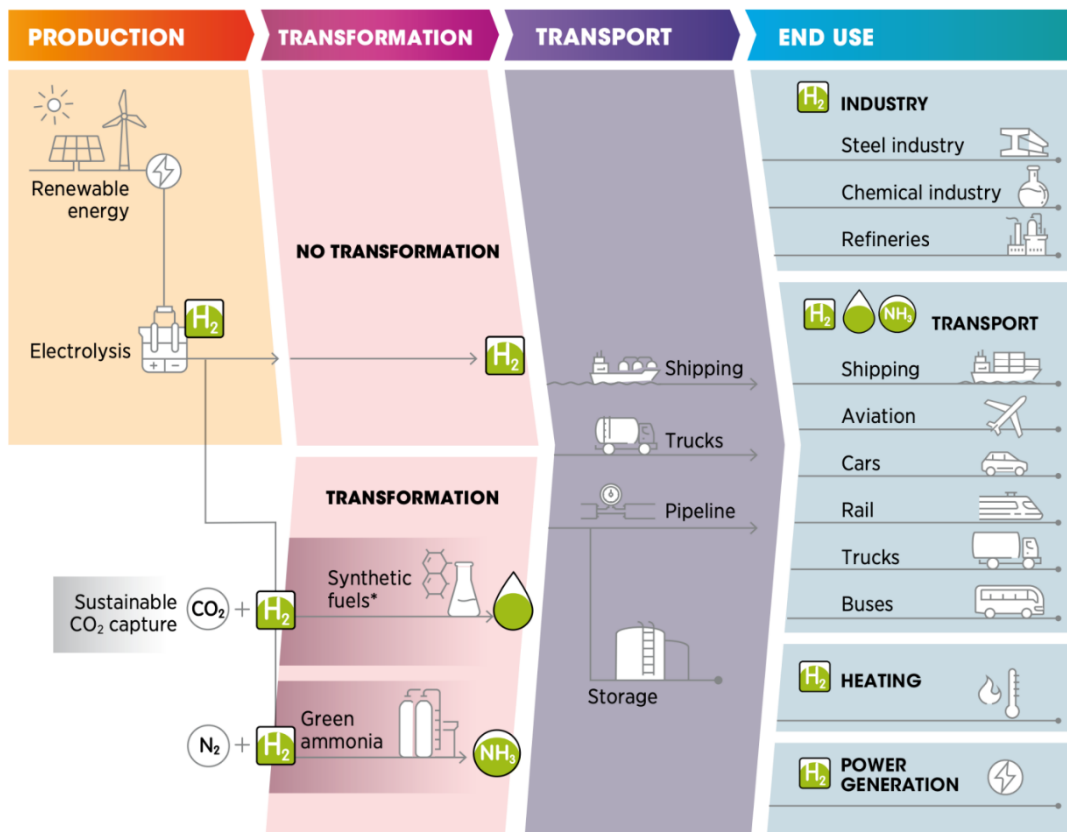 PRODUCTION
TRANSFORMATION
TRANSPORT
END USE
Renewable
energy
Electrolysis
+ −
H₂
NO TRANSFORMATION
H₂
TRANSFORMATION
Sustainable
CO₂ capture
CO₂ + H₂
Synthetic
fuels*
N₂ + H₂
Green
ammonia
NH₃
Shipping
Trucks
Pipeline
Storage
H₂ INDUSTRY
Steel industry
Chemical industry
Refineries
H₂ NH₃ TRANSPORT
Shipping
Aviation
Cars
Rail
Trucks
Buses
H₂ HEATING
H₂ POWER
GENERATION